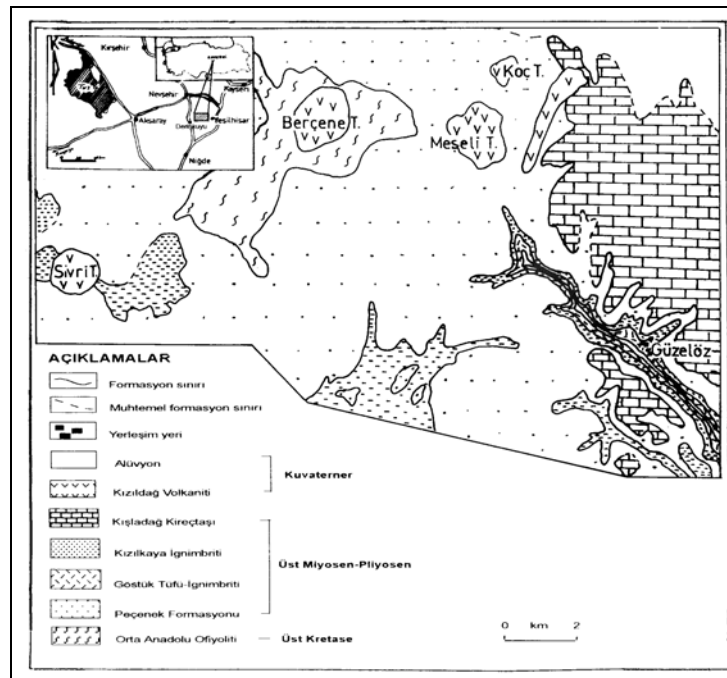 Kırşehir
Nevşehir
Kayseri
Aksaray
Derinkuyu
Yeşilhisar
Niğde
Koç T.
Berçene T.
Meşeli T.
Sivri T.
Güzelöz
AÇIKLAMALAR
Formasyon sınırı
Muhtemel formasyon sınırı
Yerleşim yeri
Alüvyon
Kuvaterner
Kızıldağ Volkaniti
Kışladağ Kireçtaşı
Kızılkaya İgnimbriti
Üst Miyosen-Pliyosen
Göstük Tüfü-İgnimbriti
Peçenek Formasyonu
Orta Anadolu Ofiyoliti – Üst Kretase
0 km 2